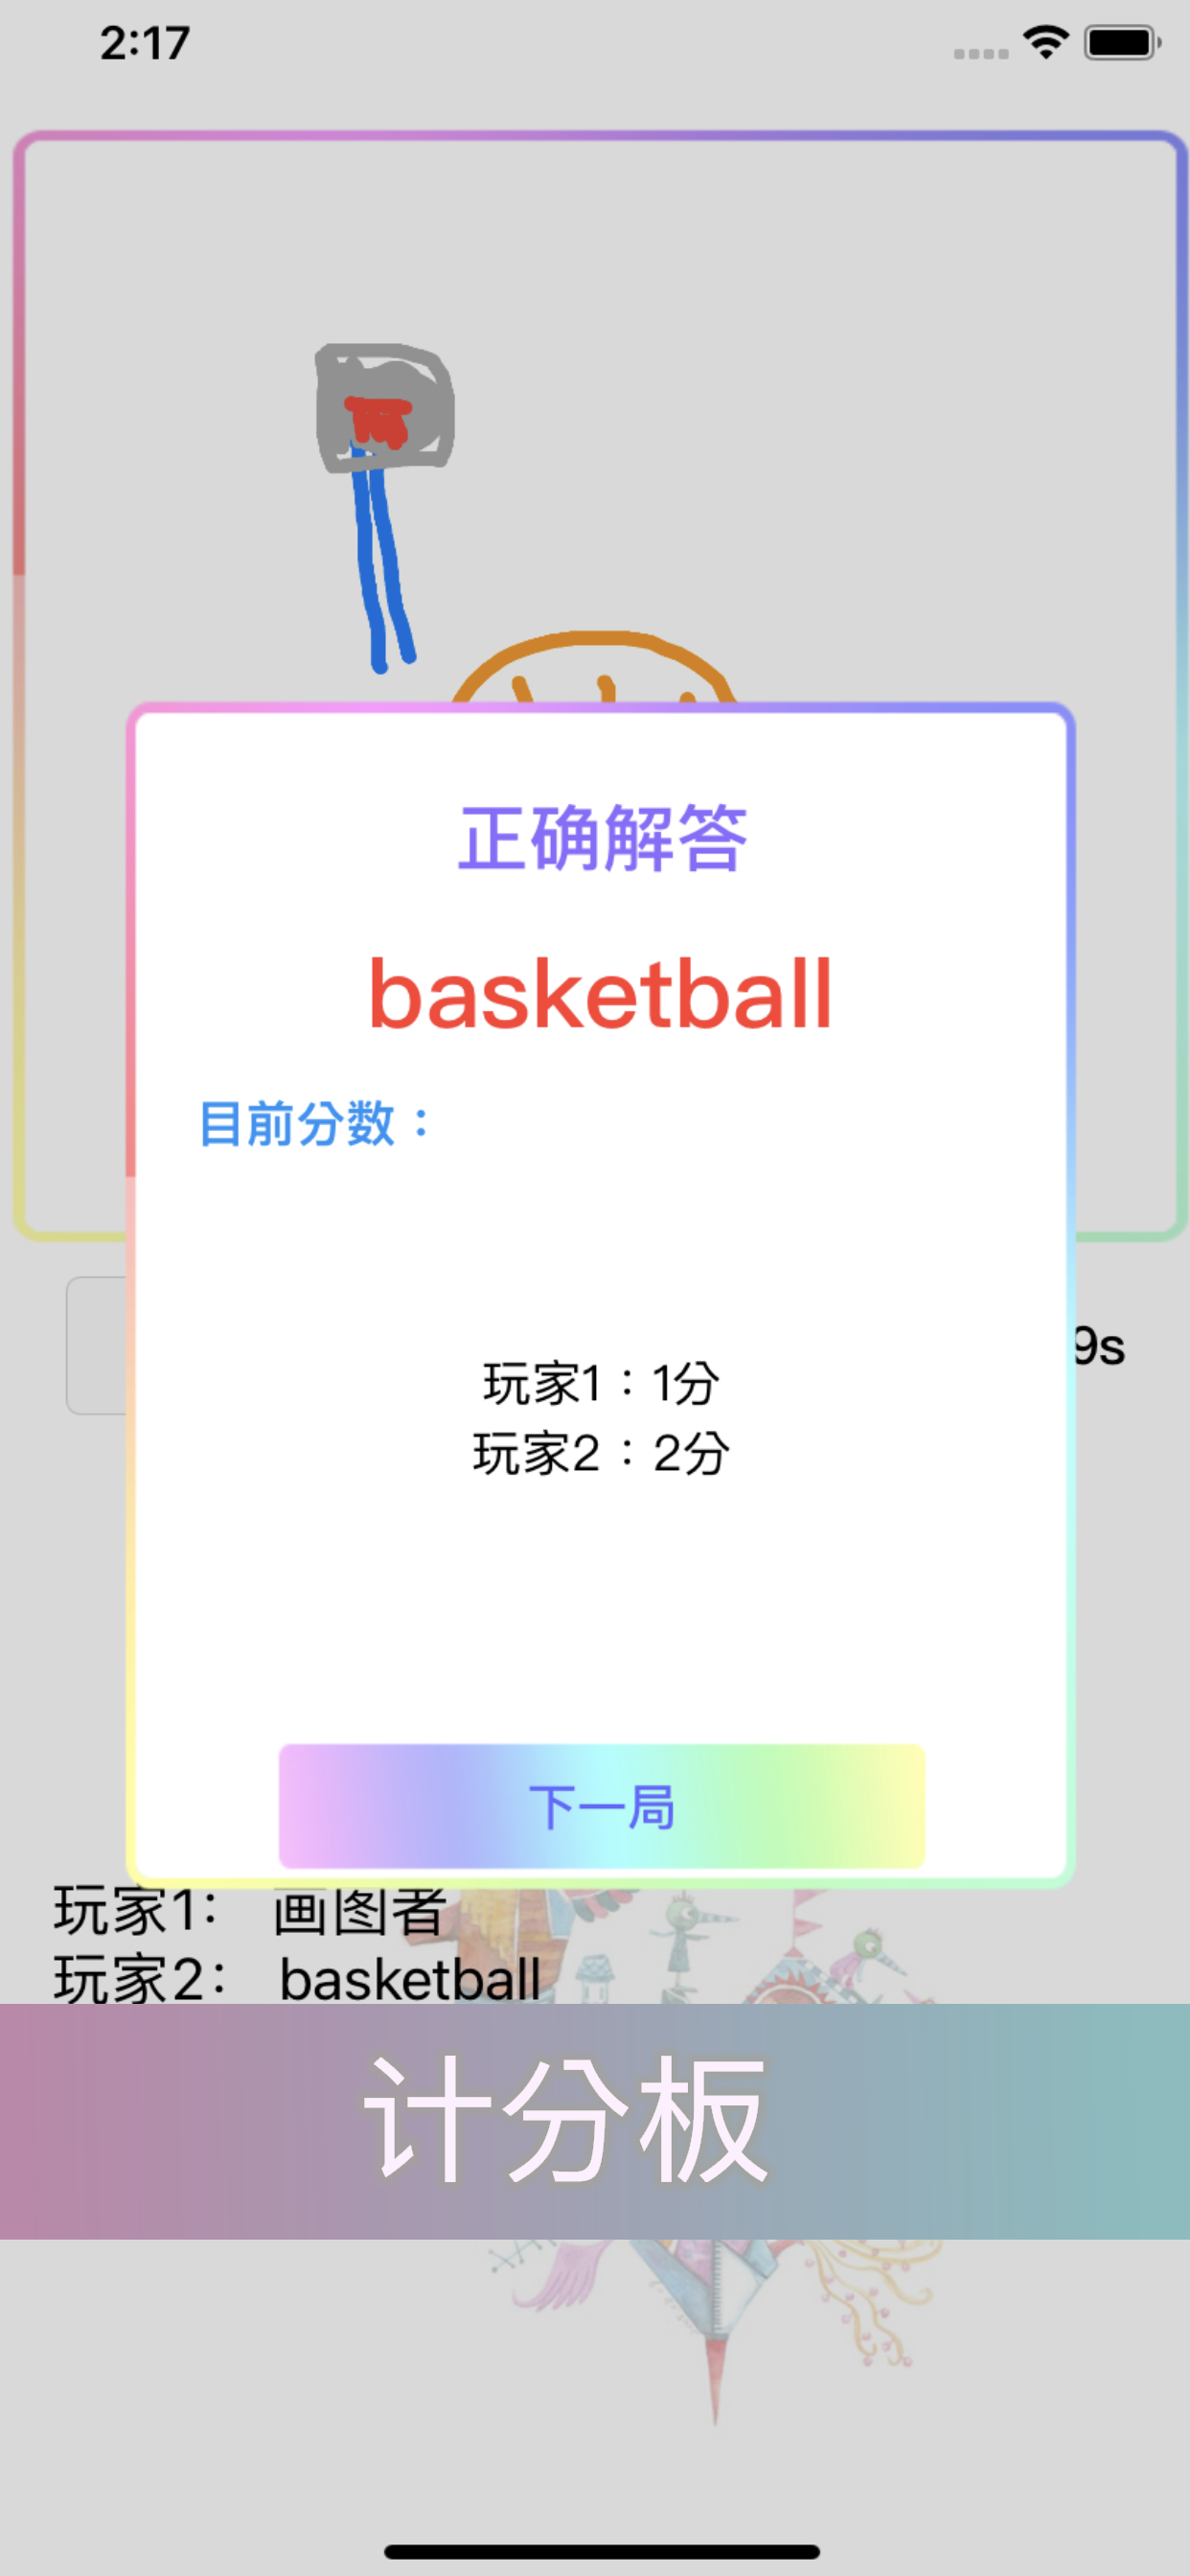 2:17
正确解答
basketball
目前分数：
9s
玩家1：1分
玩家2：2分
下一局
玩家1： 画图者
玩家2： basketball
计分板